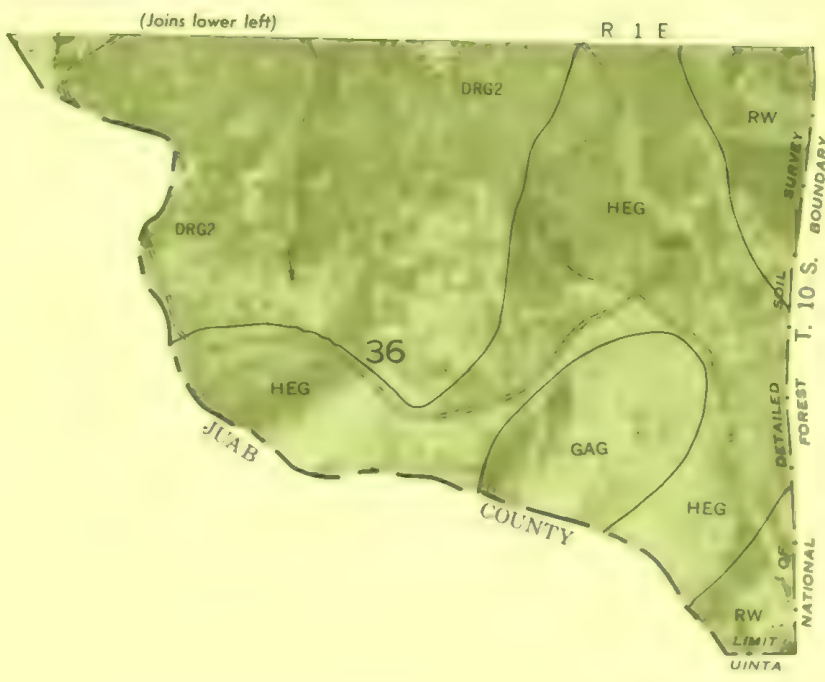 (Joins lower left)
R 1 E
DRG2
RW
HEG
DRG2
36
HEG
GAG
HEG
RW
JUAB COUNTY
LIMIT OF DETAILED SOIL SURVEY
UINTA NATIONAL FOREST BOUNDARY
T. 10 S.